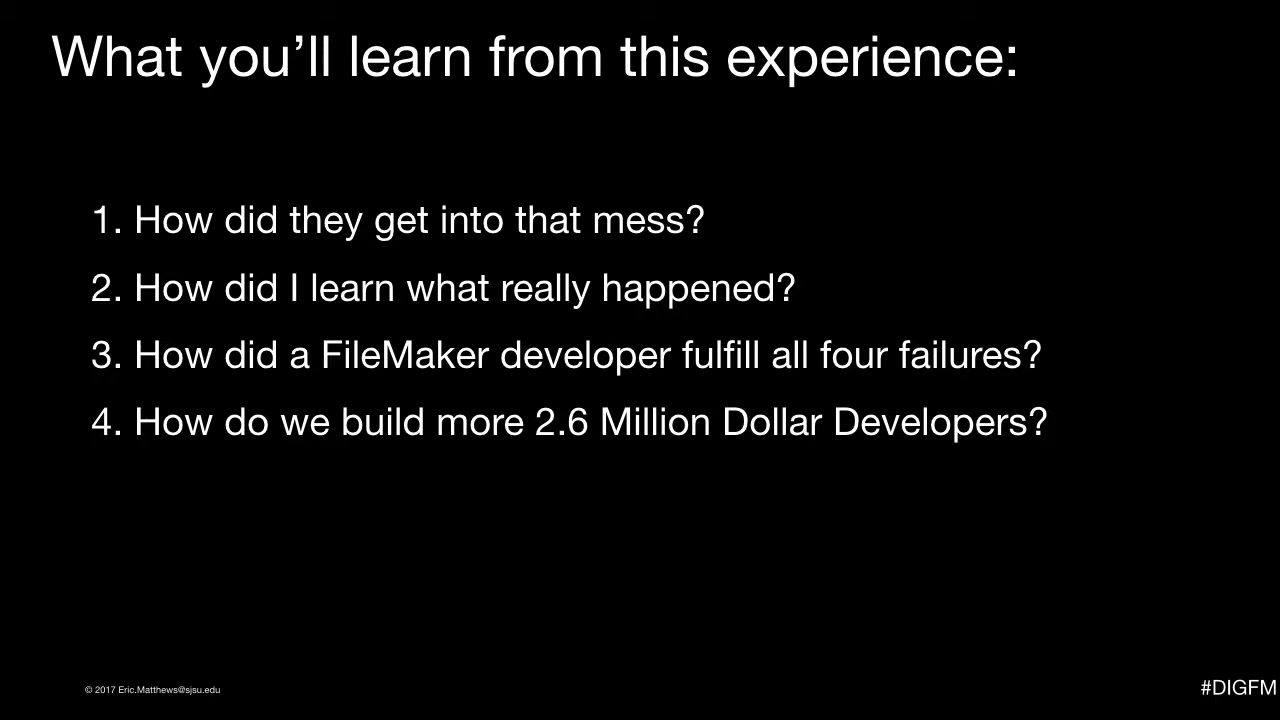 What you’ll learn from this experience:
1. How did they get into that mess?
2. How did I learn what really happened?
3. How did a FileMaker developer fulfill all four failures?
4. How do we build more 2.6 Million Dollar Developers?
© 2017 Eric.Matthews@sjsu.edu
#DIGFM